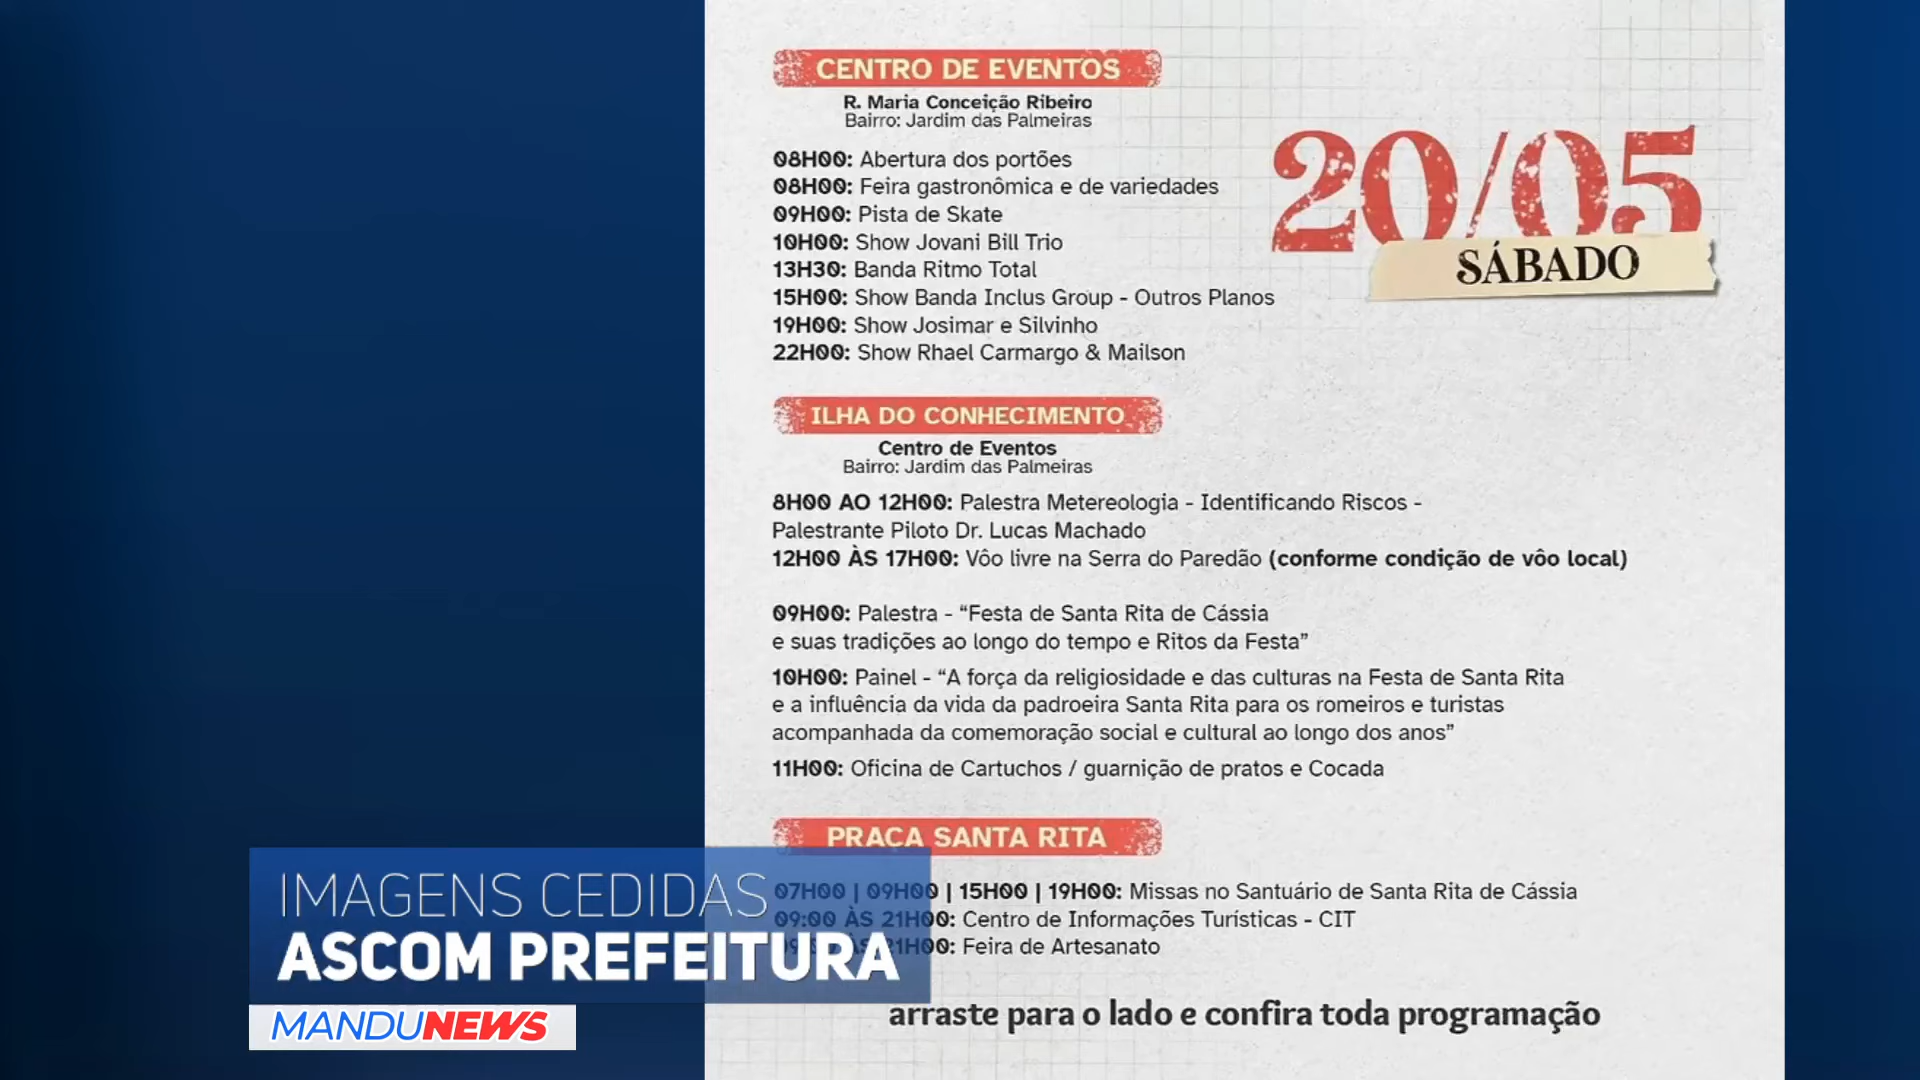 CENTRO DE EVENTOS
R. Maria Conceição Ribeiro
Bairro: Jardim das Palmeiras
20/05
SÁBADO
08H00: Abertura dos portões
08H00: Feira gastronômica e de variedades
09H00: Pista de Skate
10H00: Show Jovani Bill Trio
13H30: Banda Ritmo Total
15H00: Show Banda Inclus Group - Outros Planos
19H00: Show Josimar e Silvinho
22H00: Show Rhael Carmargo & Mailson
ILHA DO CONHECIMENTO
Centro de Eventos
Bairro: Jardim das Palmeiras
8H00 AO 12H00: Palestra Metereologia - Identificando Riscos -
Palestrante Piloto Dr. Lucas Machado
12H00 ÀS 17H00: Vôo livre na Serra do Paredão (conforme condição de vôo local)
09H00: Palestra - “Festa de Santa Rita de Cássia
e suas tradições ao longo do tempo e Ritos da Festa”
10H00: Painel - “A força da religiosidade e das culturas na Festa de Santa Rita
e a influência da vida da padroeira Santa Rita para os romeiros e turistas
acompanhada da comemoração social e cultural ao longo dos anos”
11H00: Oficina de Cartuchos / guarnição de pratos e Cocada
PRAÇA SANTA RITA
07H00 | 09H00 | 15H00 | 19H00: Missas no Santuário de Santa Rita de Cássia
09:00 ÀS 21H00: Centro de Informações Turísticas - CIT
ÀS 21H00: Feira de Artesanato
arraste para o lado e confira toda programação
IMAGENS CEDIDAS
ASCOM PREFEITURA
MANDUNEWS